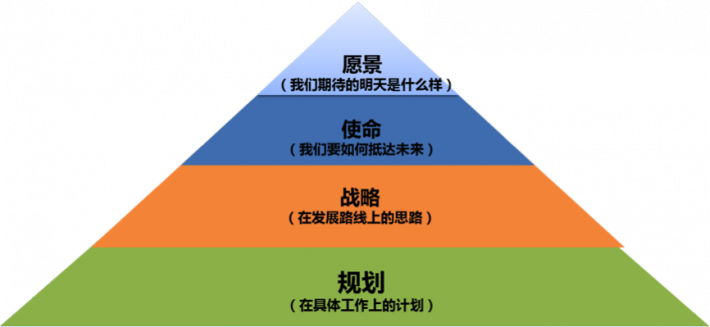 愿景
（我们期待的明天是什么样）
使命
（我们要如何抵达未来）
战略
（在发展路线上的思路）
规划
（在具体工作上的计划）